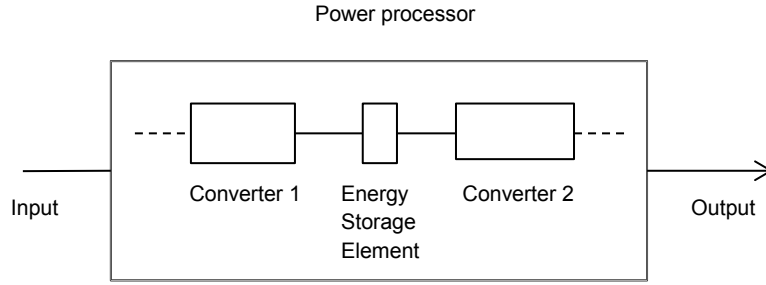 Power processor
Converter 1
Energy
Storage
Element
Converter 2
Input
Output